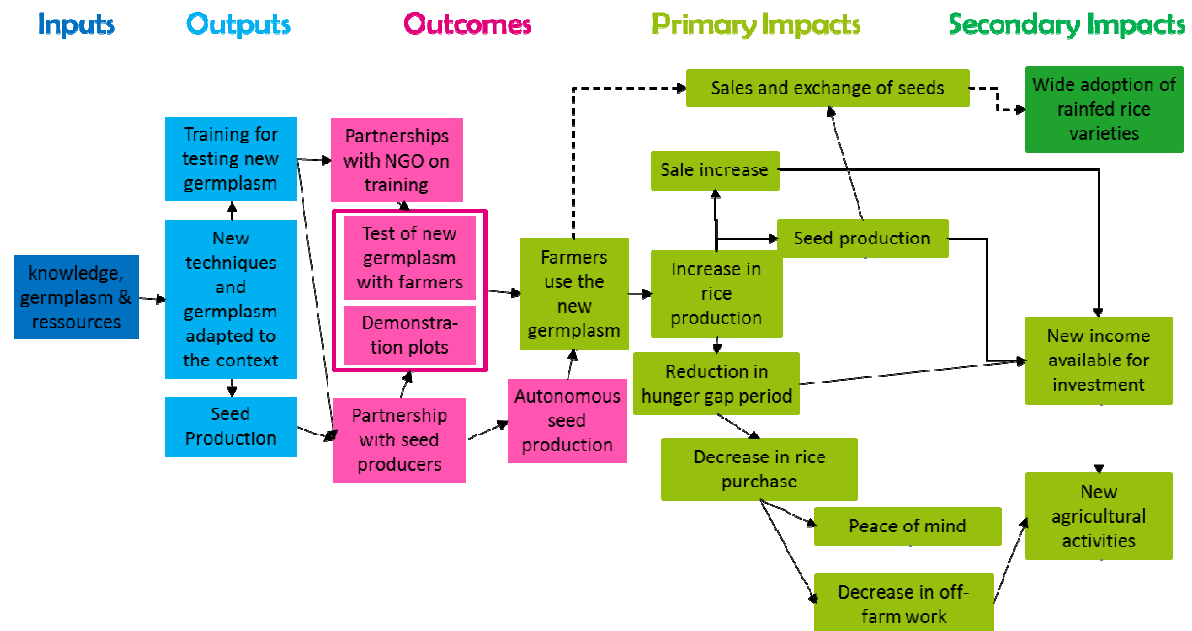 Inputs
Outputs
Outcomes
Primary Impacts
Secondary Impacts
knowledge,
germplasm &
ressources
Training for
testing new
germplasm
New
techniques
and
germplasm
adapted to
the context
Seed
Production
Partnerships
with NGO on
training
Test of new
germplasm
with farmers
Demonstra-
tion plots
Partnership
with seed
producers
Autonomous
seed
production
Farmers
use the
new
germplasm
Sales and exchange of seeds
Sale increase
Seed production
Increase in
rice
production
Reduction in
hunger gap period
Decrease in rice
purchase
Peace of mind
Decrease in off-
farm work
Wide adoption of
rainfed rice
varieties
New income
available for
investment
New
agricultural
activities